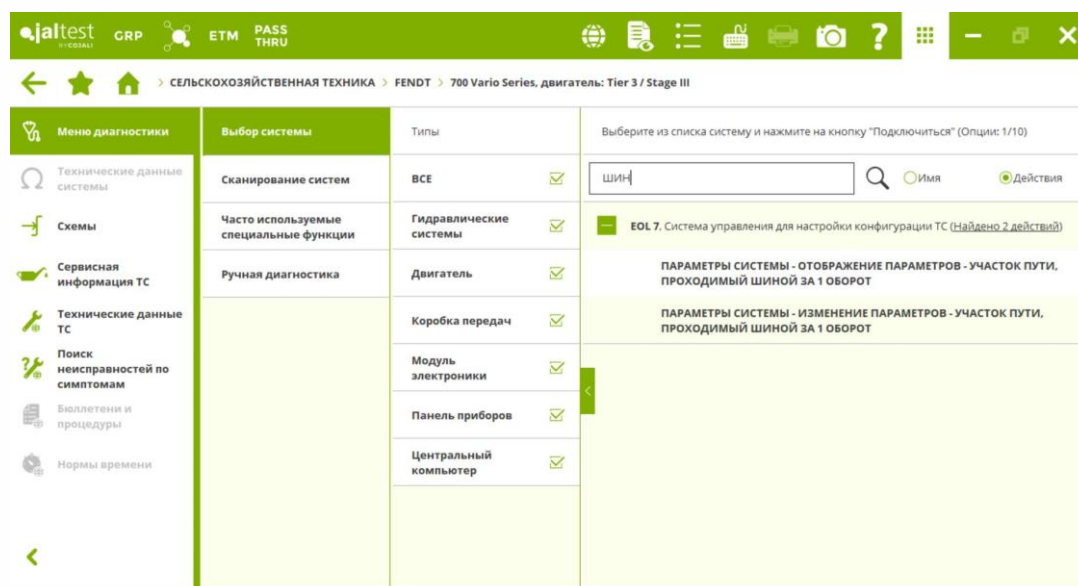 jaltest
BY COJALI
GRP
ETM
PASS
THRU
?
> СЕЛЬСКОХОЗЯЙСТВЕННАЯ ТЕХНИКА > FENDT > 700 Vario Series, двигатель: Tier 3 / Stage III
Меню диагностики
Технические данные
системы
Схемы
Сервисная
информация ТС
Технические данные
ТС
Поиск
неисправностей по
симптомам
Бюллетени и
процедуры
Нормы времени
Выбор системы
Сканирование систем
Часто используемые
специальные функции
Ручная диагностика
Типы
ВСЕ
Гидравлические
системы
Двигатель
Коробка передач
Модуль
электроники
Панель приборов
Центральный
компьютер
Выберите из списка систему и нажмите на кнопку "Подключиться" (Опции: 1/10)
ШИН
Имя
Действия
EOL 7, Система управления для настройки конфигурации ТС (Найдено 2 действий)
ПАРАМЕТРЫ СИСТЕМЫ - ОТОБРАЖЕНИЕ ПАРАМЕТРОВ - УЧАСТОК ПУТИ,
ПРОХОДИМЫЙ ШИНОЙ ЗА 1 ОБОРОТ
ПАРАМЕТРЫ СИСТЕМЫ - ИЗМЕНЕНИЕ ПАРАМЕТРОВ - УЧАСТОК ПУТИ,
ПРОХОДИМЫЙ ШИНОЙ ЗА 1 ОБОРОТ